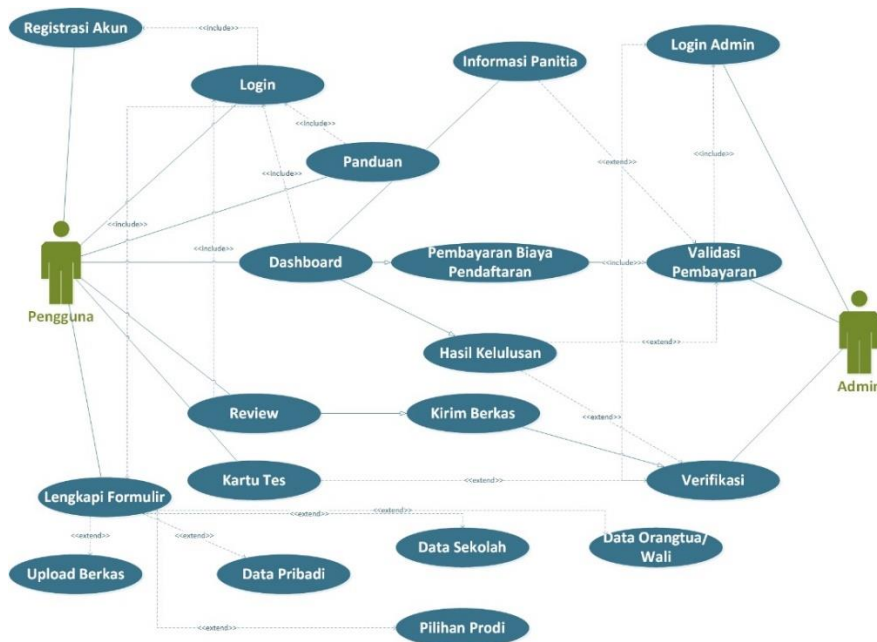 Registrasi Akun
<<include>>
Login
Informasi Panitia
Login Admin
<<include>>
Panduan
<<include>>
<<extend>>
<<include>>
<<include>>
<<include>>
Pengguna
Dashboard
Pembayaran Biaya
Pendaftaran
<<include>>
Validasi
Pembayaran
Hasil Kelulusan
<<extend>>
Admin
<<extend>>
Review
Kirim Berkas
Kartu Tes
<<extend>>
Verifikasi
Lengkapi Formulir
<<extend>>
<<extend>>
<<extend>>
<<extend>>
Upload Berkas
Data Pribadi
Data Sekolah
Data Orangtua/
Wali
<<extend>>
Pilihan Prodi